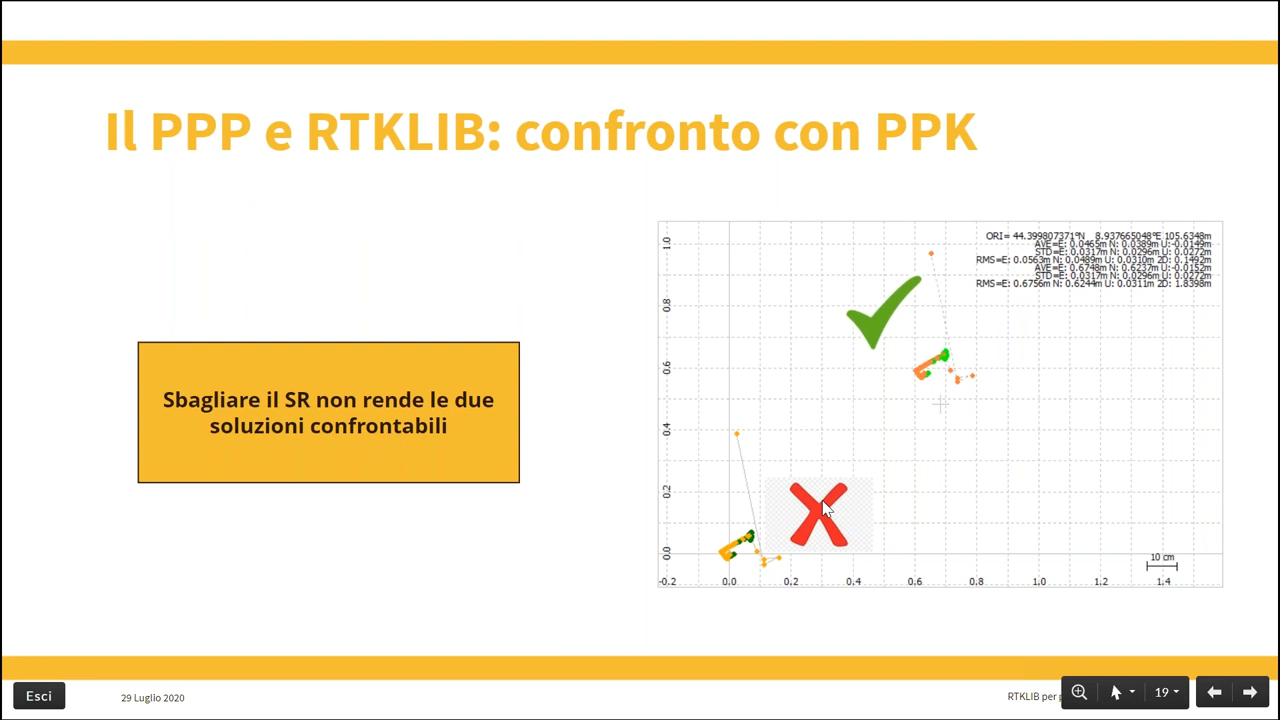 Il PPP e RTKLIB: confronto con PPK
Sbagliare il SR non rende le due
soluzioni confrontabili
ORI= 44.399807371°N 8.937665048°E 105.6348m
AVE=E: 0.0465m N: 0.0389m U:-0.0149m
STD=E: 0.0317m N: 0.0296m U: 0.0272m
RMS=E: 0.0563m N: 0.0489m U: 0.0310m 2D: 0.1492m
AVE=E: 0.6748m N: 0.6237m U:-0.0152m
STD=E: 0.0317m N: 0.0296m U: 0.0272m
RMS=E: 0.6756m N: 0.6244m U: 0.0311m 2D: 1.8398m
1.0
0.8
0.6
0.4
0.2
0.0
10 cm
-0.2 0.0 0.2 0.4 0.6 0.8 1.0 1.2 1.4
Esci
29 Luglio 2020
RTKLIB per
19